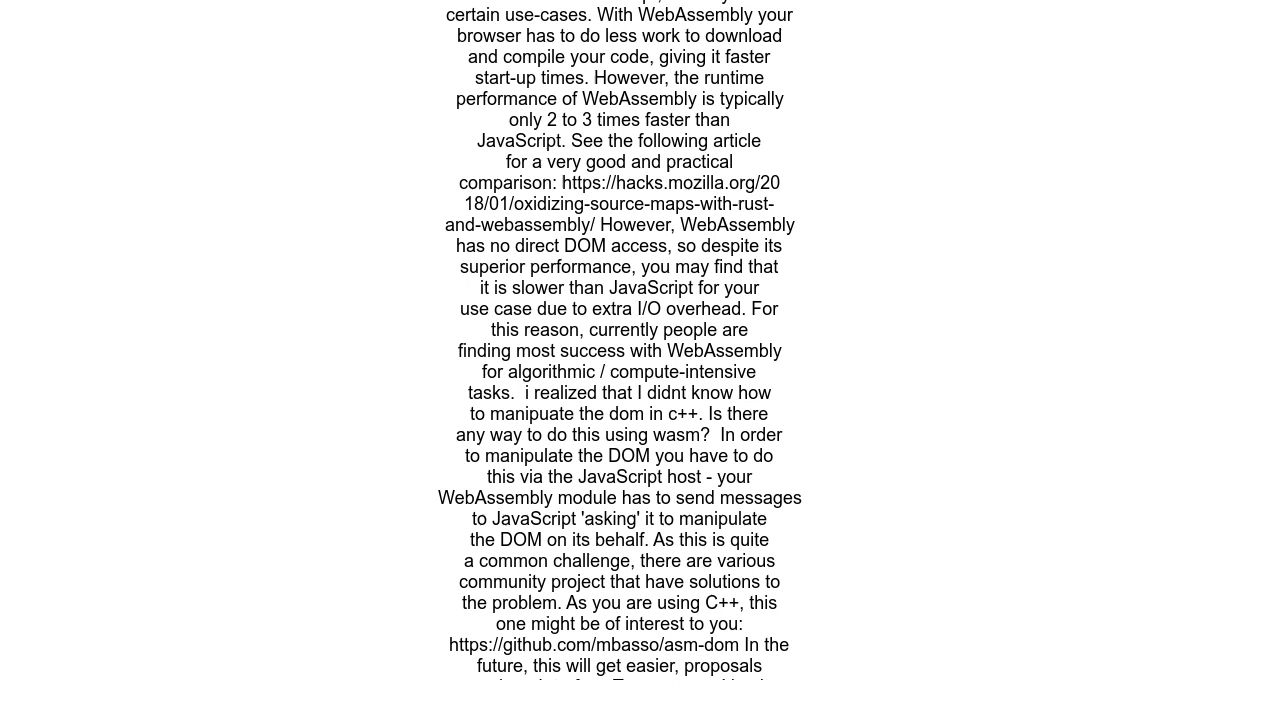 certain use-cases. With WebAssembly your
browser has to do less work to download
and compile your code, giving it faster
start-up times. However, the runtime
performance of WebAssembly is typically
only 2 to 3 times faster than
JavaScript. See the following article
for a very good and practical
comparison: https://hacks.mozilla.org/20
18/01/oxidizing-source-maps-with-rust-
and-webassembly/ However, WebAssembly
has no direct DOM access, so despite its
superior performance, you may find that
it is slower than JavaScript for your
use case due to extra I/O overhead. For
this reason, currently people are
finding most success with WebAssembly
for algorithmic / compute-intensive
tasks.  i realized that I didnt know how
to manipuate the dom in c++. Is there
any way to do this using wasm?  In order
to manipulate the DOM you have to do
this via the JavaScript host - your
WebAssembly module has to send messages
to JavaScript 'asking' it to manipulate
the DOM on its behalf. As this is quite
a common challenge, there are various
community project that have solutions to
the problem. As you are using C++, this
one might be of interest to you:
https://github.com/mbasso/asm-dom In the
future, this will get easier, proposals